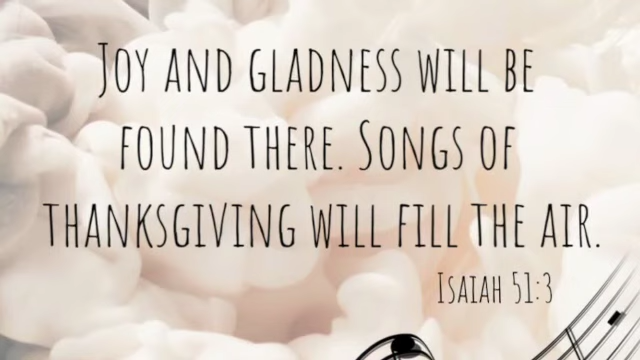 Joy and gladness will be
found there. Songs of
thanksgiving will fill the air.
Isaiah 51:3